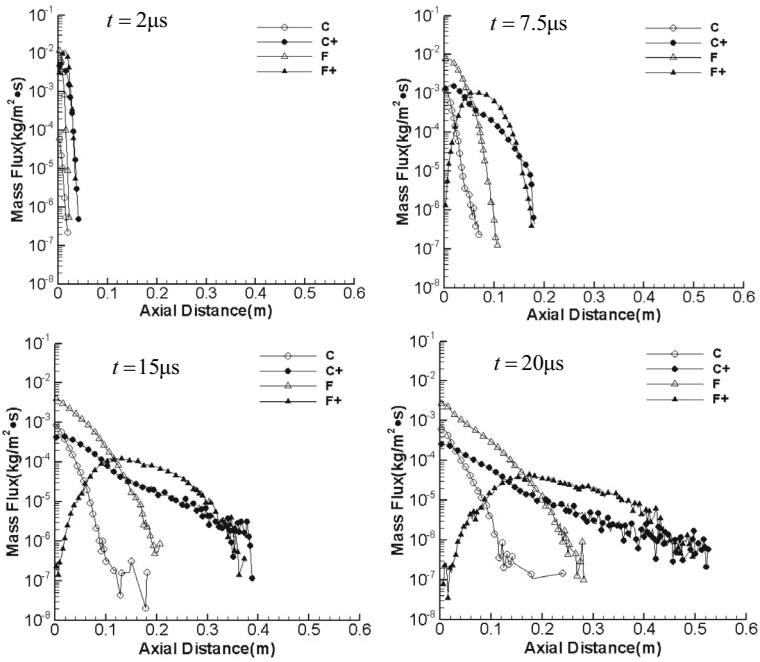 t = 2μs
C
C+
F
F+
Mass Flux(kg/m²•s)
10⁻¹
10⁻²
10⁻³
10⁻⁴
10⁻⁵
10⁻⁶
10⁻⁷
10⁻⁸
0 0.1 0.2 0.3 0.4 0.5 0.6
Axial Distance(m)
t = 7.5μs
C
C+
F
F+
Mass Flux(kg/m²•s)
10⁻¹
10⁻²
10⁻³
10⁻⁴
10⁻⁵
10⁻⁶
10⁻⁷
10⁻⁸
0 0.1 0.2 0.3 0.4 0.5 0.6
Axial Distance(m)
t = 15μs
C
C+
F
F+
Mass Flux(kg/m²•s)
10⁻¹
10⁻²
10⁻³
10⁻⁴
10⁻⁵
10⁻⁶
10⁻⁷
10⁻⁸
0 0.1 0.2 0.3 0.4 0.5 0.6
Axial Distance(m)
t = 20μs
C
C+
F
F+
Mass Flux(kg/m²•s)
10⁻¹
10⁻²
10⁻³
10⁻⁴
10⁻⁵
10⁻⁶
10⁻⁷
10⁻⁸
0 0.1 0.2 0.3 0.4 0.5 0.6
Axial Distance(m)